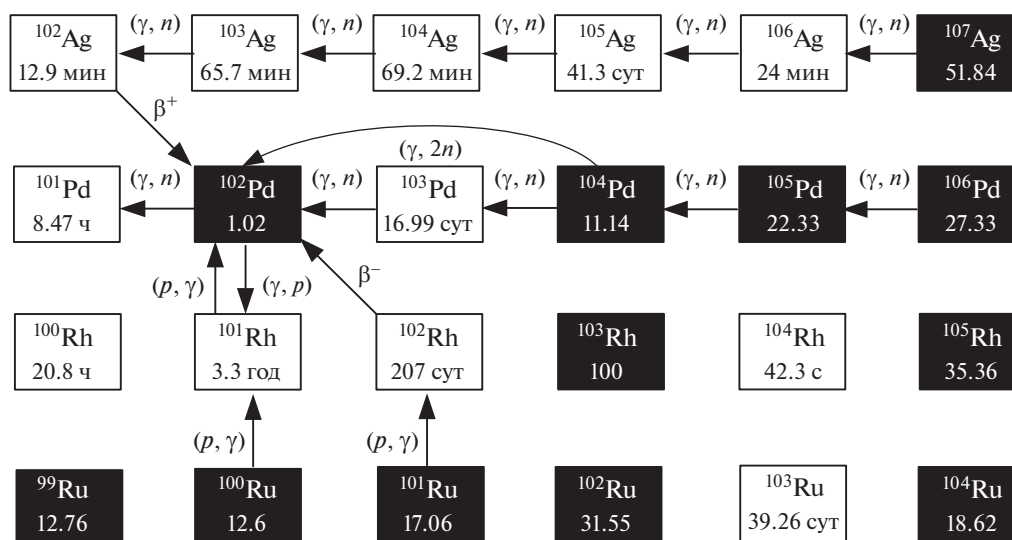 (γ, n) (γ, n) (γ, n) (γ, n) (γ, n)
¹⁰²Ag ¹⁰³Ag ¹⁰⁴Ag ¹⁰⁵Ag ¹⁰⁶Ag ¹⁰⁷Ag
12.9 мин 65.7 мин 69.2 мин 41.3 сут 24 мин 51.84
β⁺
(γ, 2n)
(γ, n) (γ, n) (γ, n) (γ, n) (γ, n)
¹⁰¹Pd ¹⁰²Pd ¹⁰³Pd ¹⁰⁴Pd ¹⁰⁵Pd ¹⁰⁶Pd
8.47 ч 1.02 16.99 сут 11.14 22.33 27.33
(p, γ) (γ, p) β⁻
¹⁰⁰Rh ¹⁰¹Rh ¹⁰²Rh ¹⁰³Rh ¹⁰⁴Rh ¹⁰⁵Rh
20.8 ч 3.3 год 207 сут 100 42.3 с 35.36
(p, γ) (p, γ)
⁹⁹Ru ¹⁰⁰Ru ¹⁰¹Ru ¹⁰²Ru ¹⁰³Ru ¹⁰⁴Ru
12.76 12.6 17.06 31.55 39.26 сут 18.62